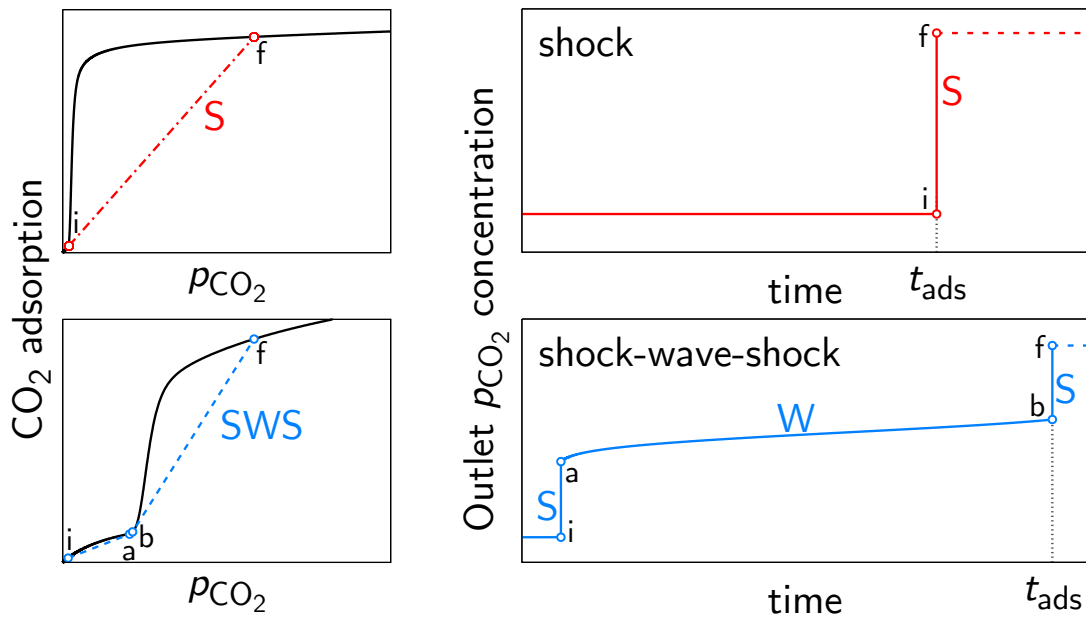 CO₂ adsorption
i
S
f
p_CO₂
i
a
b
SWS
f
p_CO₂
Outlet p_CO₂ concentration
shock
f
S
i
time
t_ads
shock-wave-shock
f
S
b
W
a
S
i
time
t_ads